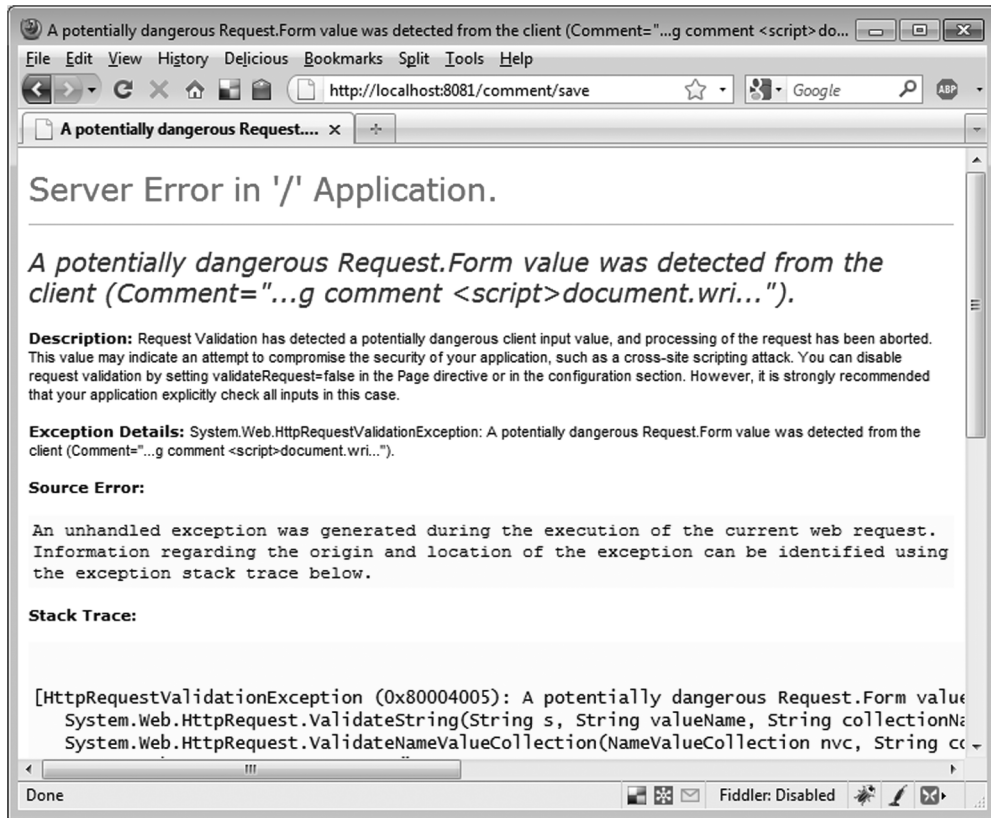 A potentially dangerous Request.Form value was detected from the client (Comment="...g comment <script>do...
File Edit View History Delicious Bookmarks Split Tools Help
http://localhost:8081/comment/save
Google
ABP
A potentially dangerous Request....
Server Error in '/' Application.
A potentially dangerous Request.Form value was detected from the
client (Comment="...g comment <script>document.wri...").
Description: Request Validation has detected a potentially dangerous client input value, and processing of the request has been aborted.
This value may indicate an attempt to compromise the security of your application, such as a cross-site scripting attack. You can disable
request validation by setting validateRequest=false in the Page directive or in the configuration section. However, it is strongly recommended
that your application explicitly check all inputs in this case.
Exception Details: System.Web.HttpRequestValidationException: A potentially dangerous Request.Form value was detected from the
client (Comment="...g comment <script>document.wri...").
Source Error:
An unhandled exception was generated during the execution of the current web request.
Information regarding the origin and location of the exception can be identified using
the exception stack trace below.
Stack Trace:
[HttpRequestValidationException (0x80004005): A potentially dangerous Request.Form value
System.Web.HttpRequest.ValidateString(String s, String valueName, String collectionNa
System.Web.HttpRequest.ValidateNameValueCollection(NameValueCollection nvc, String co
Done
Fiddler: Disabled